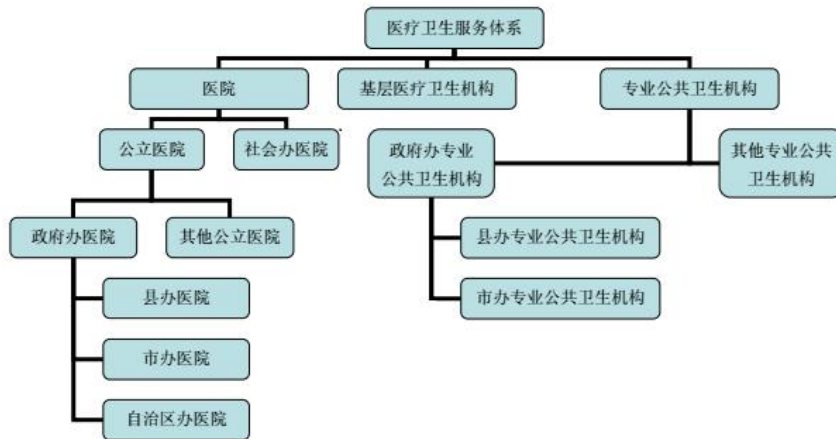 医疗卫生服务体系
医院
基层医疗卫生机构
专业公共卫生机构
公立医院
社会办医院
政府办专业
公共卫生机构
其他专业公共
卫生机构
政府办医院
其他公立医院
县办专业公共卫生机构
县办医院
市办专业公共卫生机构
市办医院
自治区办医院